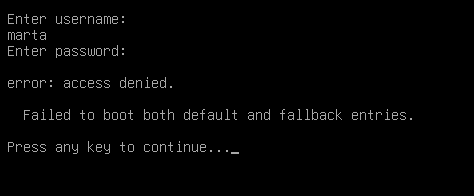 Enter username:
marta
Enter password:
error: access denied.
Failed to boot both default and fallback entries.
Press any key to continue..._